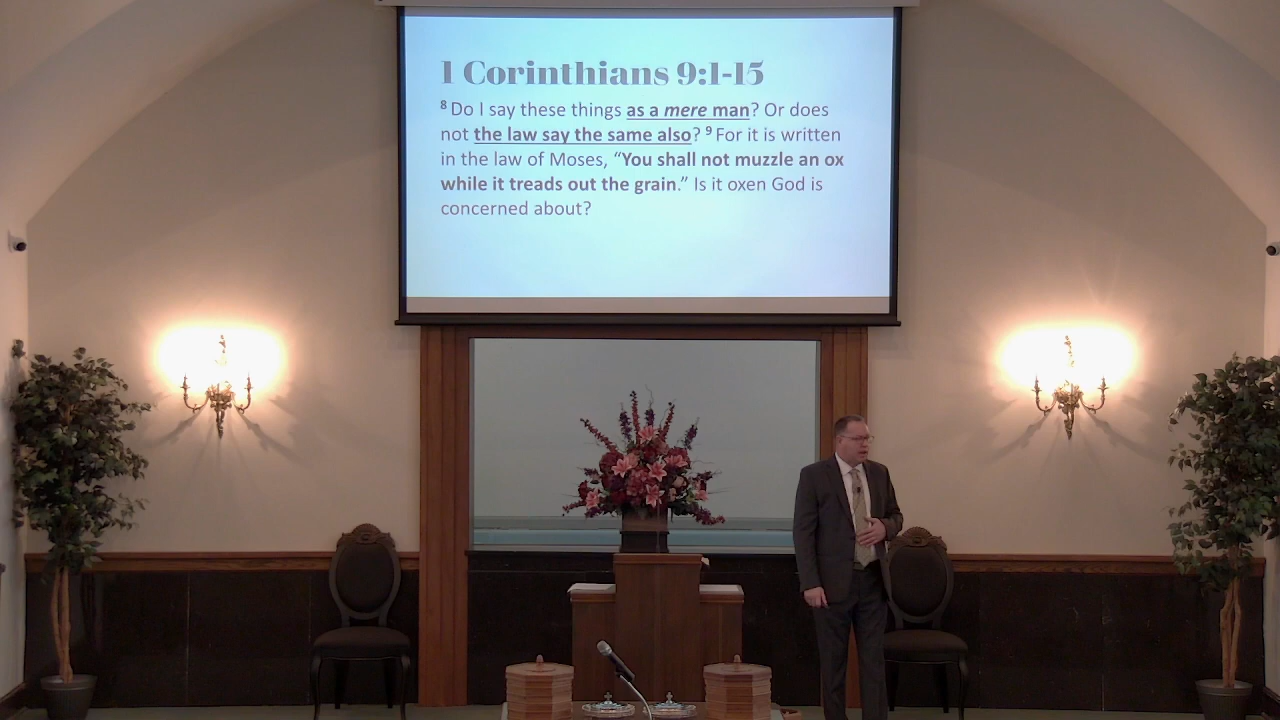 1 Corinthians 9:1-15
8 Do I say these things as a mere man? Or does
not the law say the same also? 9 For it is written
in the law of Moses, “You shall not muzzle an ox
while it treads out the grain.” Is it oxen God is
concerned about?